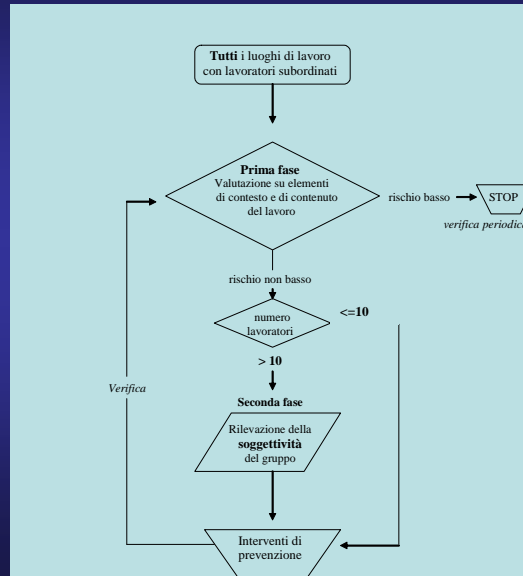 Tutti i luoghi di lavoro
con lavoratori subordinati
Prima fase
Valutazione su elementi
di contesto e di contenuto
del lavoro
rischio basso
STOP
verifica periodica
rischio non basso
numero
lavoratori
<=10
> 10
Verifica
Seconda fase
Rilevazione della
soggettività
del gruppo
Interventi di
prevenzione